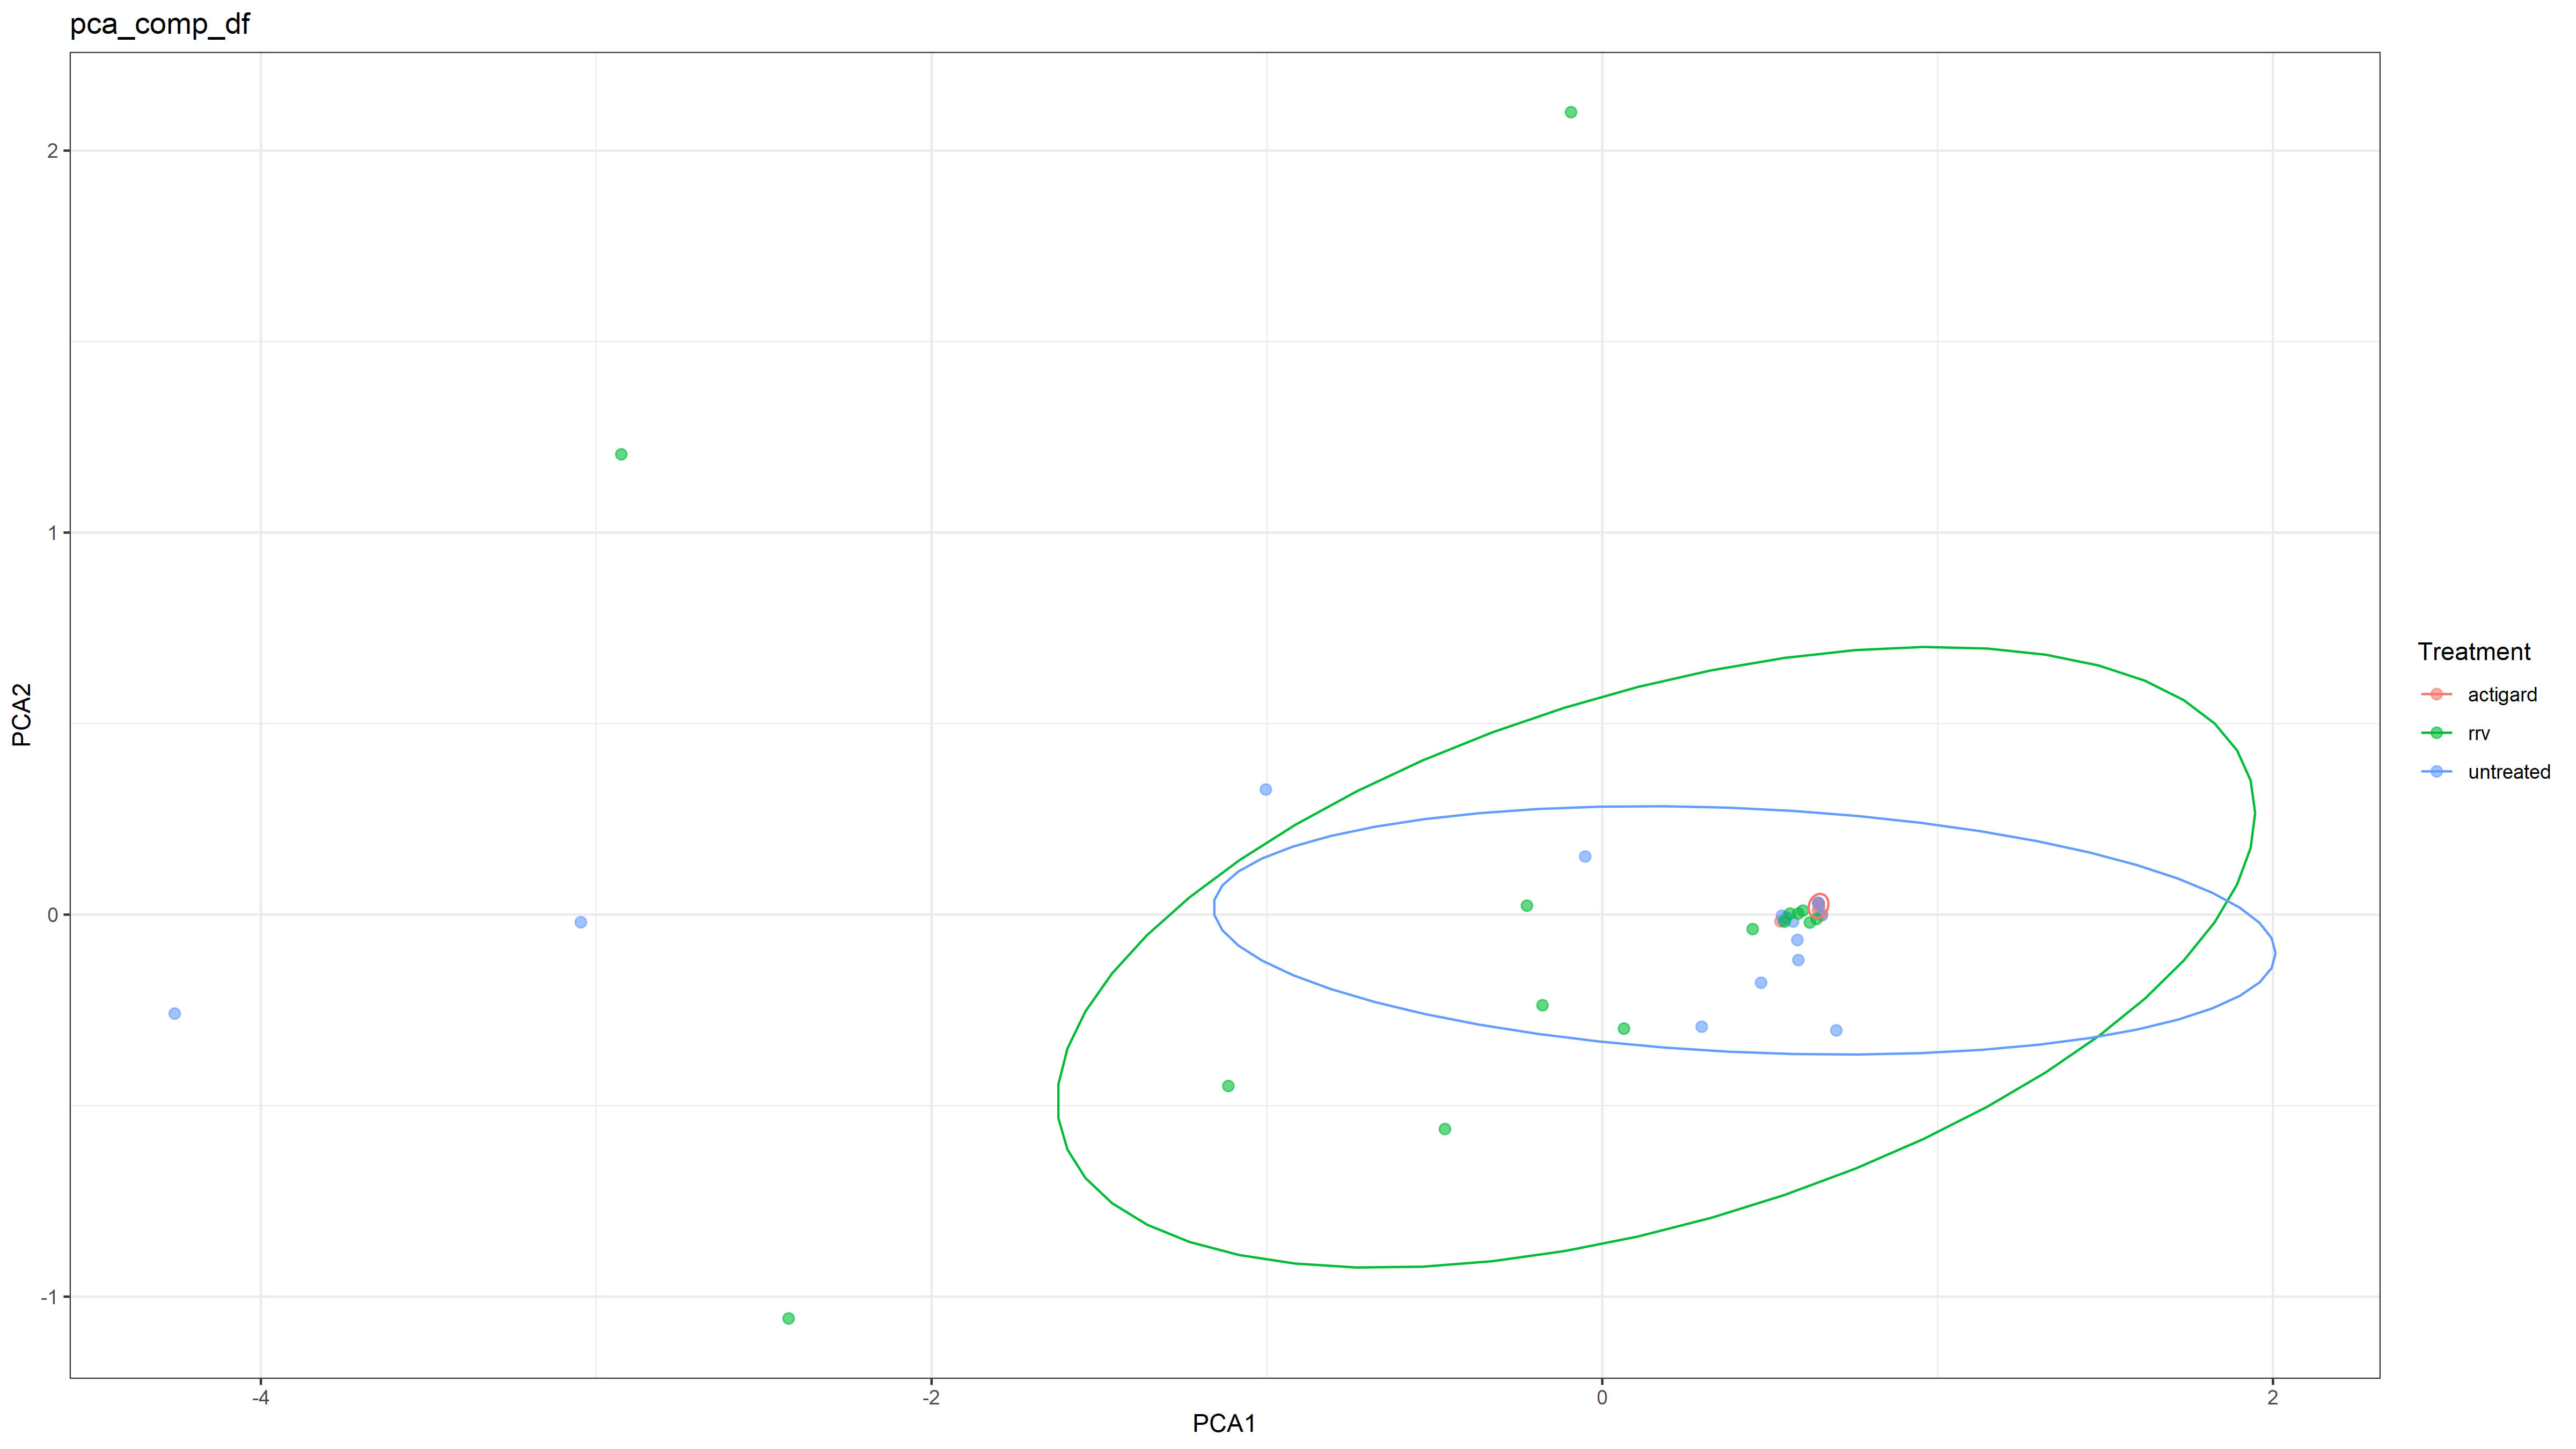 pca_comp_df
2
1
0
-1
PCA2
-4
-2
0
2
PCA1
Treatment
actigard
rrv
untreated